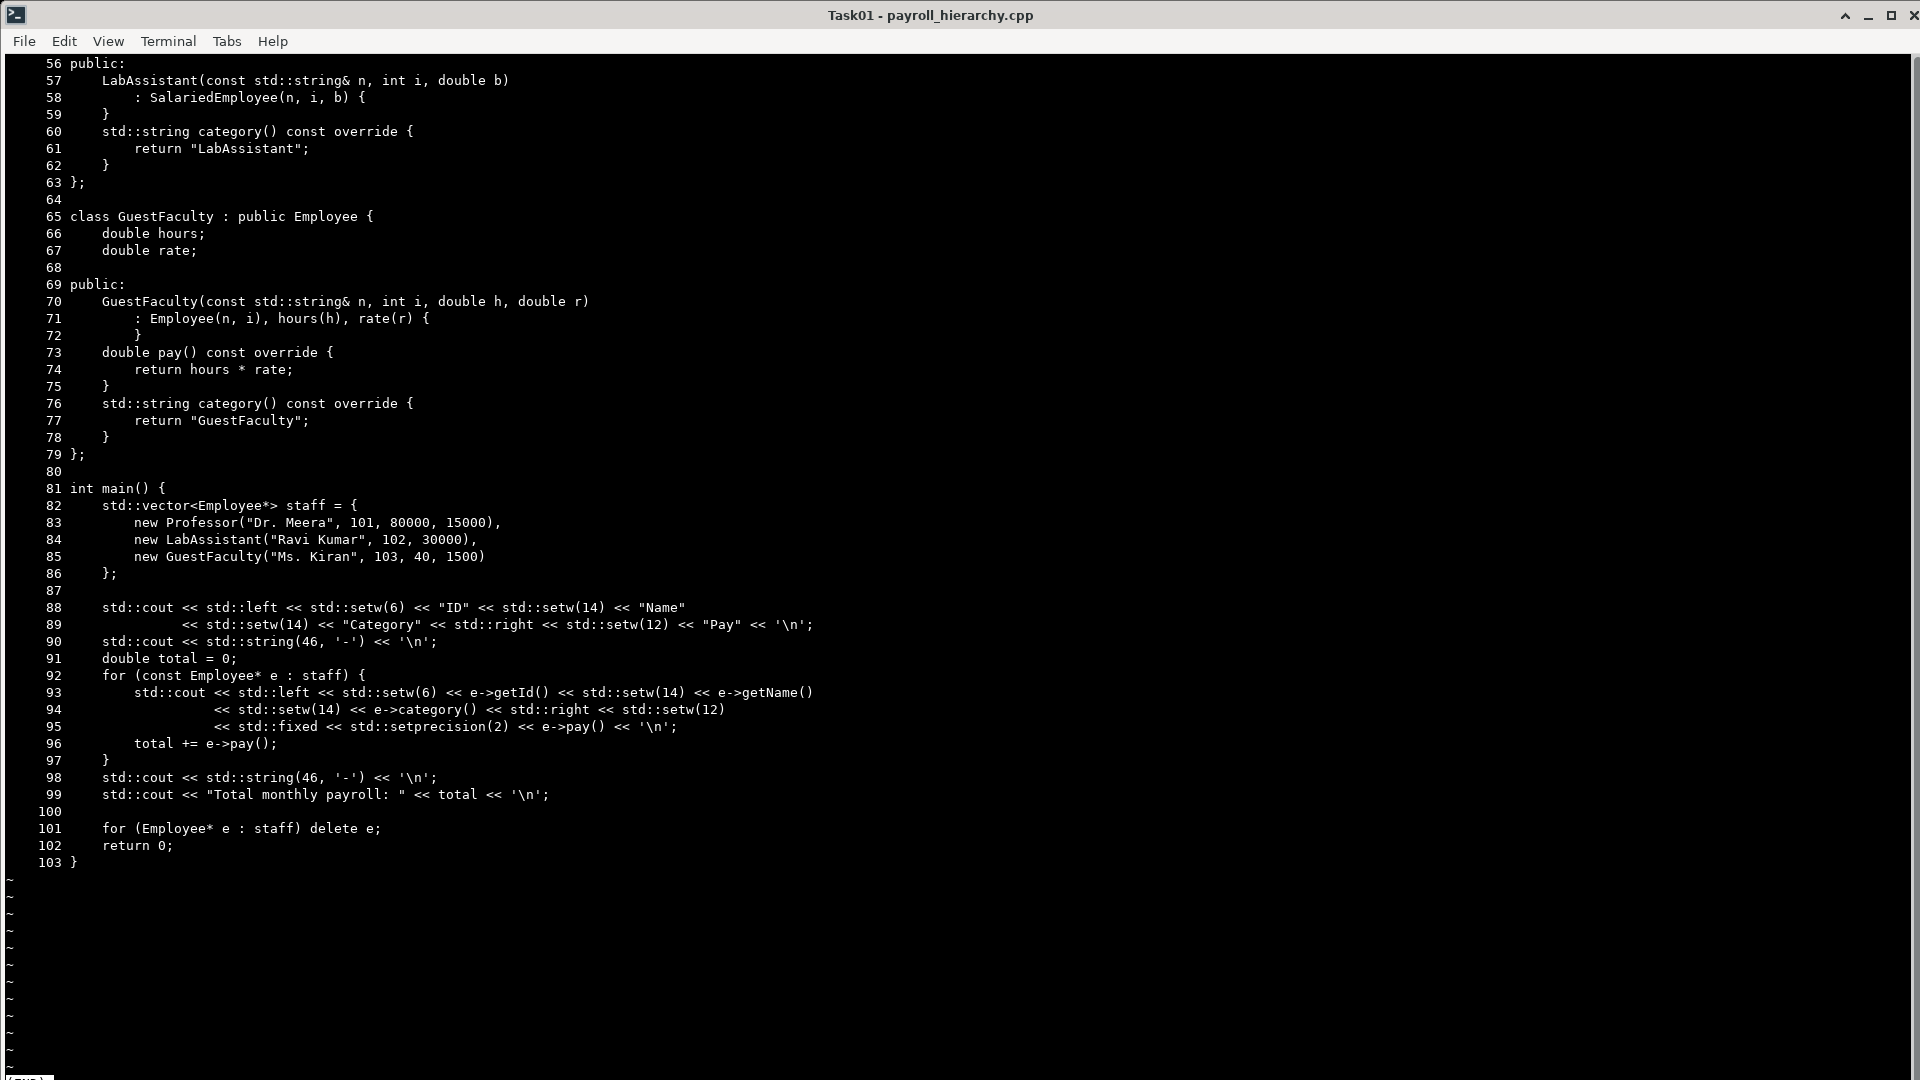 Task01 - payroll_hierarchy.cpp
File Edit View Terminal Tabs Help
56 public:
57     LabAssistant(const std::string& n, int i, double b)
58         : SalariedEmployee(n, i, b) {
59     }
60     std::string category() const override {
61         return "LabAssistant";
62     }
63 };
64
65 class GuestFaculty : public Employee {
66     double hours;
67     double rate;
68
69 public:
70     GuestFaculty(const std::string& n, int i, double h, double r)
71         : Employee(n, i), hours(h), rate(r) {
72         }
73     double pay() const override {
74         return hours * rate;
75     }
76     std::string category() const override {
77         return "GuestFaculty";
78     }
79 };
80
81 int main() {
82     std::vector<Employee*> staff = {
83         new Professor("Dr. Meera", 101, 80000, 15000),
84         new LabAssistant("Ravi Kumar", 102, 30000),
85         new GuestFaculty("Ms. Kiran", 103, 40, 1500)
86     };
87
88     std::cout << std::left << std::setw(6) << "ID" << std::setw(14) << "Name"
89               << std::setw(14) << "Category" << std::right << std::setw(12) << "Pay" << '\n';
90     std::cout << std::string(46, '-') << '\n';
91     double total = 0;
92     for (const Employee* e : staff) {
93         std::cout << std::left << std::setw(6) << e->getId() << std::setw(14) << e->getName()
94                   << std::setw(14) << e->category() << std::right << std::setw(12)
95                   << std::fixed << std::setprecision(2) << e->pay() << '\n';
96         total += e->pay();
97     }
98     std::cout << std::string(46, '-') << '\n';
99     std::cout << "Total monthly payroll: " << total << '\n';
100
101     for (Employee* e : staff) delete e;
102     return 0;
103 }
~
~
~
~
~
~
~
~
~
~
~
~